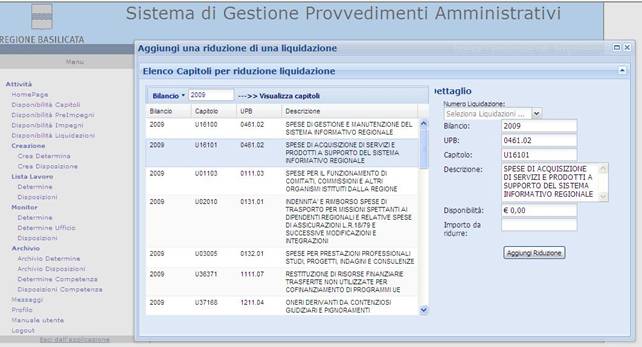 Sistema di Gestione Provvedimenti Amministrativi
REGIONE BASILICATA
Menu
Attività
HomePage
Disponibilità Capitoli
Disponibilità PreImpegni
Disponibilità Impegni
Disponibilità Liquidazioni
Creazione
Crea Determina
Crea Disposizione
Lista Lavoro
Determine
Disposizioni
Monitor
Determine
Determine Ufficio
Disposizioni
Archivio
Archivio Determine
Archivio Disposizioni
Determine Competenza
Disposizioni Competenza
Messaggi
Profilo
Manuale utente
Logout
Esci dall'applicazione
Aggiungi una riduzione di una liquidazione
Elenco Capitoli per riduzione liquidazione
Bilancio 2009 --->> Visualizza capitoli
Bilancio Capitolo UPB Descrizione
2009 U16100 0461.02 SPESE DI GESTIONE E MANUTENZIONE DEL
SISTEMA INFORMATIVO REGIONALE
2009 U16101 0461.02 SPESE DI ACQUISIZIONE DI SERVIZI E
PRODOTTI A SUPPORTO DEL SISTEMA
INFORMATIVO REGIONALE
2009 U01103 0111.03 SPESE PER IL FUNZIONAMENTO DI
COMITATI, COMMISSIONI E ALTRI
ORGANISMI ISTITUITI DALLA REGIONE
2009 U02010 0131.01 INDENNITA' E RIMBORSO SPESE DI
TRASPORTO PER MISSIONI SPETTANTI AI
DIPENDENTI REGIONALI E RELATIVE SPESE
DI ASSICURAZIONI L.R.18/79 E
SUCCESSIVE MODIFICAZIONI E
INTEGRAZIONI
2009 U03005 0132.01 SPESE PER PRESTAZIONI PROFESSIONALI
STUDI, PROGETTI, INDAGINI E CONSULENZE
2009 U36371 1111.07 RESTITUZIONE DI RISORSE FINANZIARIE
TRASFERITE NON UTILIZZATE PER
COFINANZIAMENTO DI PROGRAMMI UE
2009 U37168 1211.04 ONERI DERIVANTI DA CONTENZIOSI
GIUDIZIARI E PIGNORAMENTI
ettaglio
Numero Liquidazione:
Seleziona Liquidazioni ...
Bilancio: 2009
UPB: 0461.02
Capitolo: U16101
Descrizione: SPESE DI ACQUISIZIONE
DI SERVIZI E PRODOTTI A
SUPPORTO DEL SISTEMA
INFORMATIVO REGIONALE
Disponibilità: € 0,00
Importo da
ridurre:
Aggiungi Riduzione